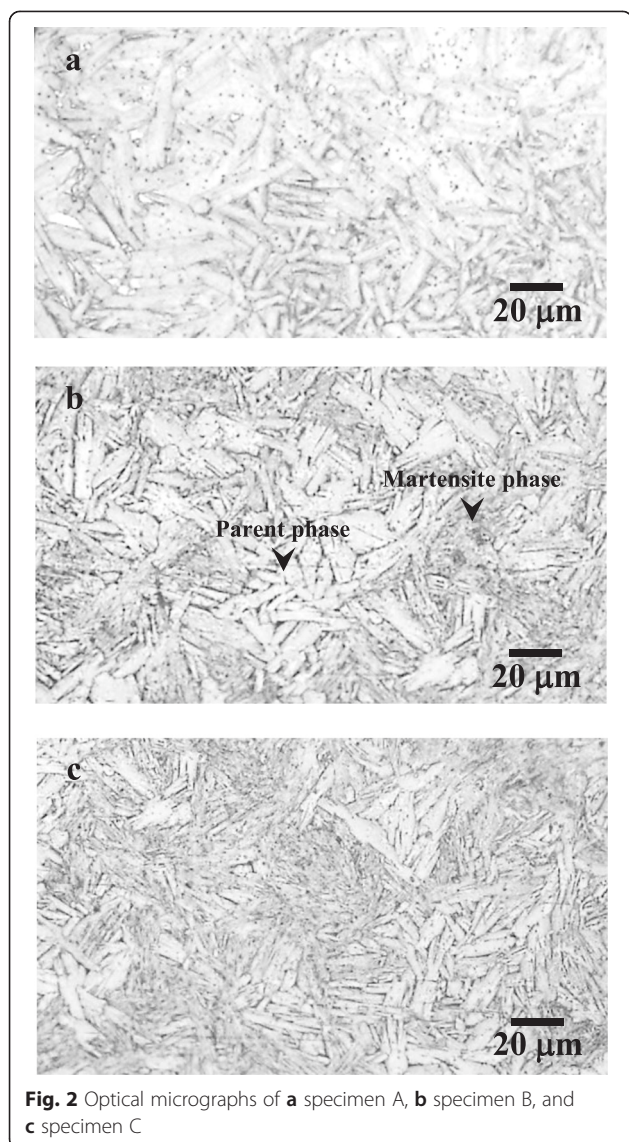 a
20 μm
b
Martensite phase
Parent phase
20 μm
c
20 μm
Fig. 2 Optical micrographs of a specimen A, b specimen B, and
c specimen C